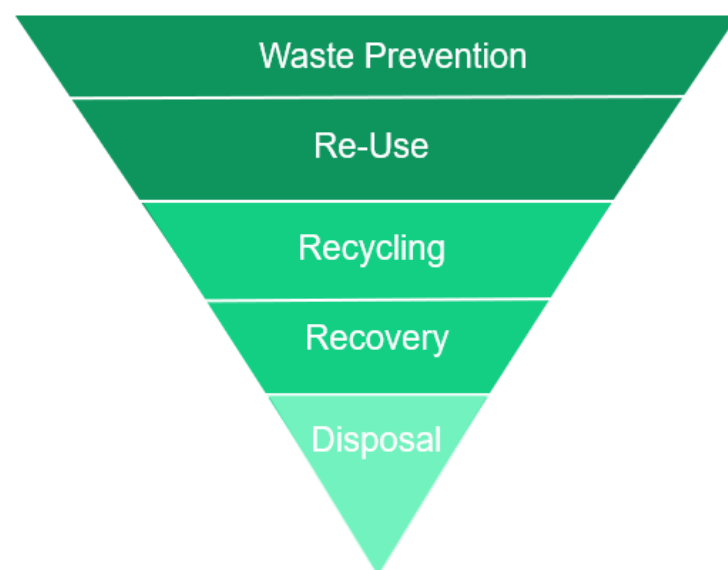 Waste Prevention
Re-Use
Recycling
Recovery
Disposal